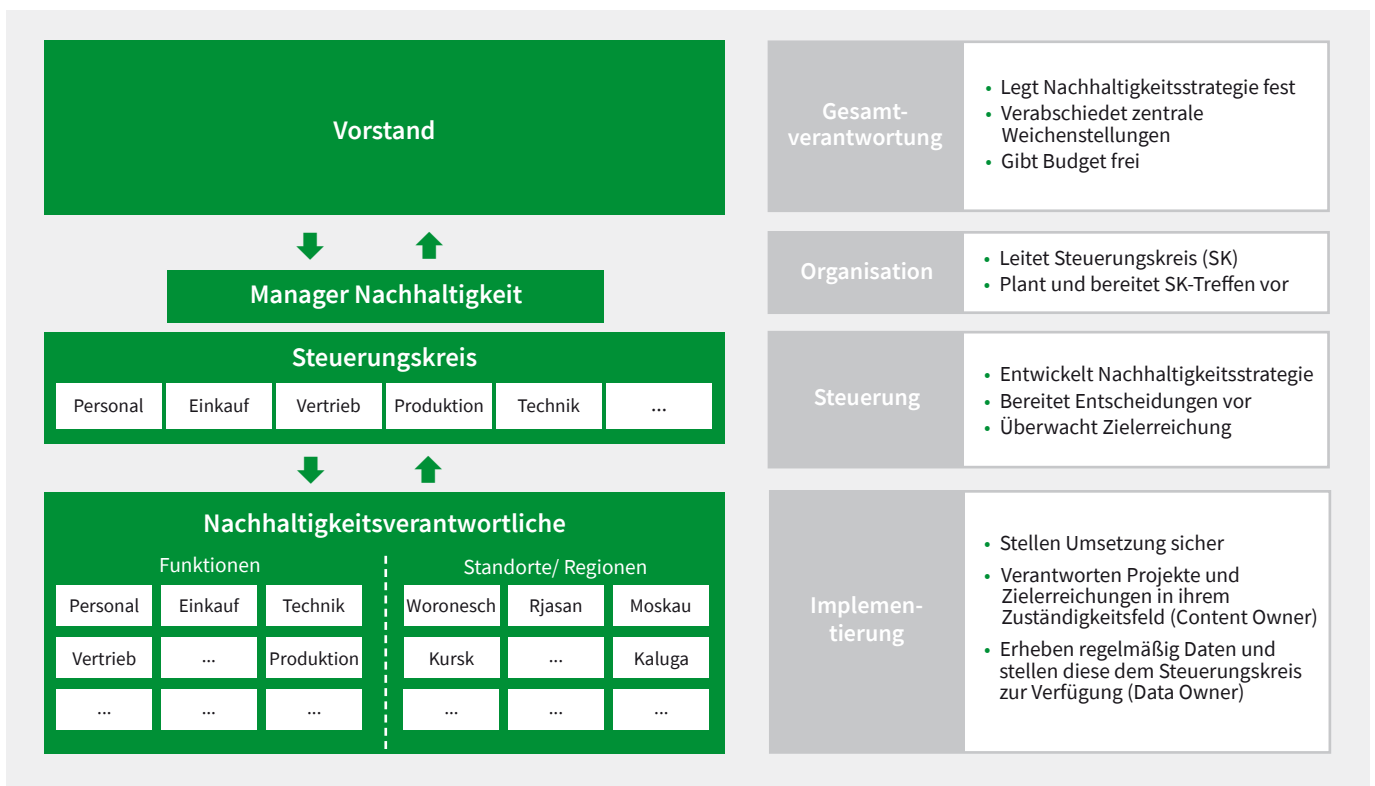 Vorstand
Gesamt-
verantwortung
• Legt Nachhaltigkeitsstrategie fest
• Verabschiedet zentrale
Weichenstellungen
• Gibt Budget frei
Manager Nachhaltigkeit
Organisation
• Leitet Steuerungskreis (SK)
• Plant und bereitet SK-Treffen vor
Steuerungskreis
Personal Einkauf Vertrieb Produktion Technik ...
Steuerung
• Entwickelt Nachhaltigkeitsstrategie
• Bereitet Entscheidungen vor
• Überwacht Zielerreichung
Nachhaltigkeitsverantwortliche
Funktionen
Personal Einkauf Technik
Vertrieb ... Produktion
... ... ...
Standorte/ Regionen
Woronesch Rjasan Moskau
Kursk ... Kaluga
... ... ...
Implemen-
tierung
• Stellen Umsetzung sicher
• Verantworten Projekte und
Zielerreichungen in ihrem
Zuständigkeitsfeld (Content Owner)
• Erheben regelmäßig Daten und
stellen diese dem Steuerungskreis
zur Verfügung (Data Owner)